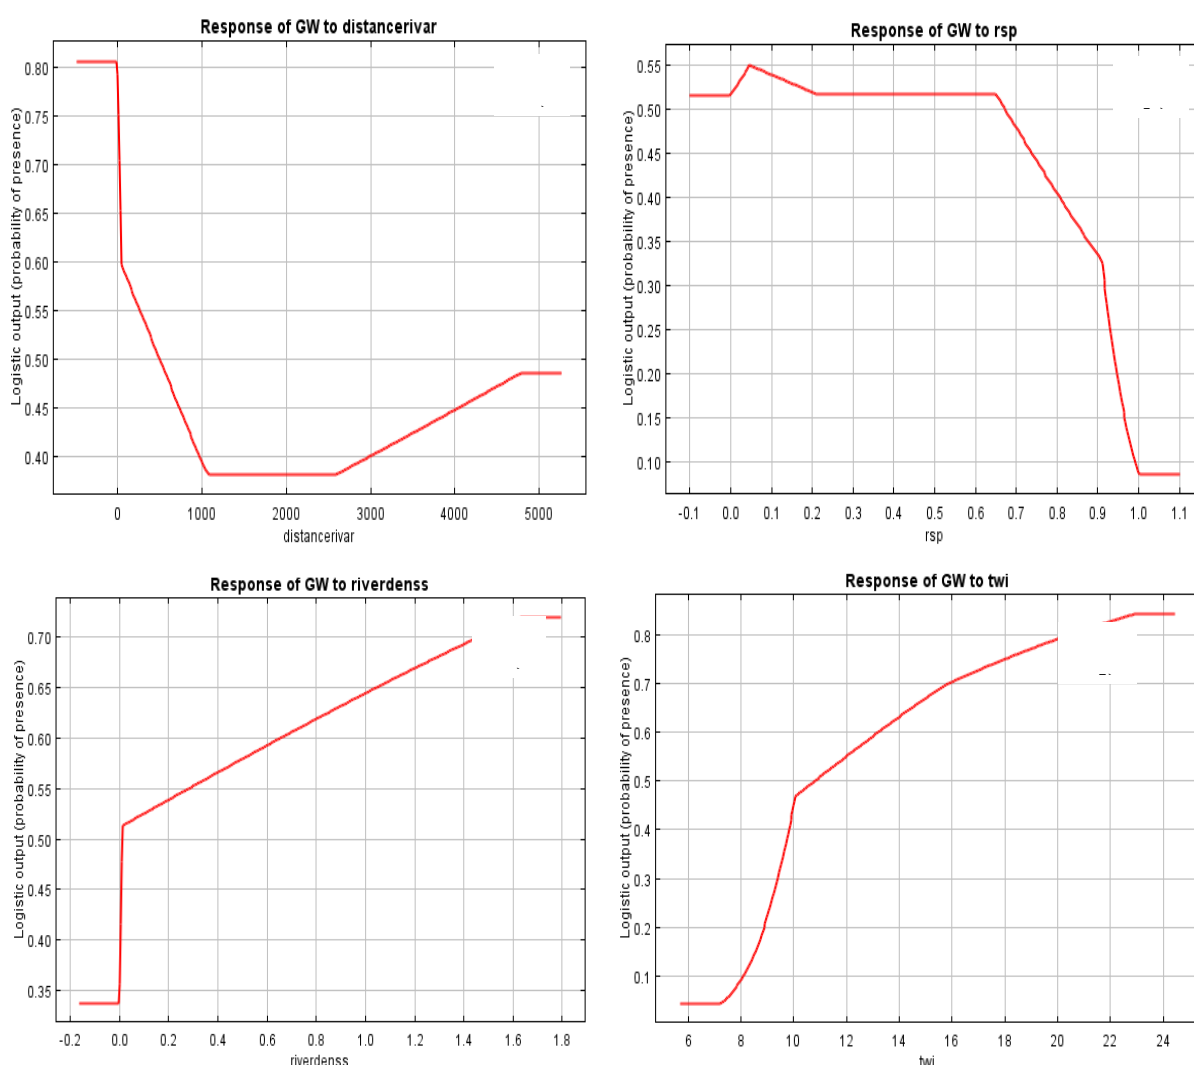 Response of GW to distancerivar
Logistic output (probability of presence)
0.80
0.75
0.70
0.65
0.60
0.55
0.50
0.45
0.40
0 1000 2000 3000 4000 5000
distancerivar
Response of GW to rsp
Logistic output (probability of presence)
0.55
0.50
0.45
0.40
0.35
0.30
0.25
0.20
0.15
0.10
-0.1 0.0 0.1 0.2 0.3 0.4 0.5 0.6 0.7 0.8 0.9 1.0 1.1
rsp
Response of GW to riverdenss
Logistic output (probability of presence)
0.70
0.65
0.60
0.55
0.50
0.45
0.40
0.35
-0.2 0.0 0.2 0.4 0.6 0.8 1.0 1.2 1.4 1.6 1.8
riverdenss
Response of GW to twi
Logistic output (probability of presence)
0.8
0.7
0.6
0.5
0.4
0.3
0.2
0.1
6 8 10 12 14 16 18 20 22 24
twi